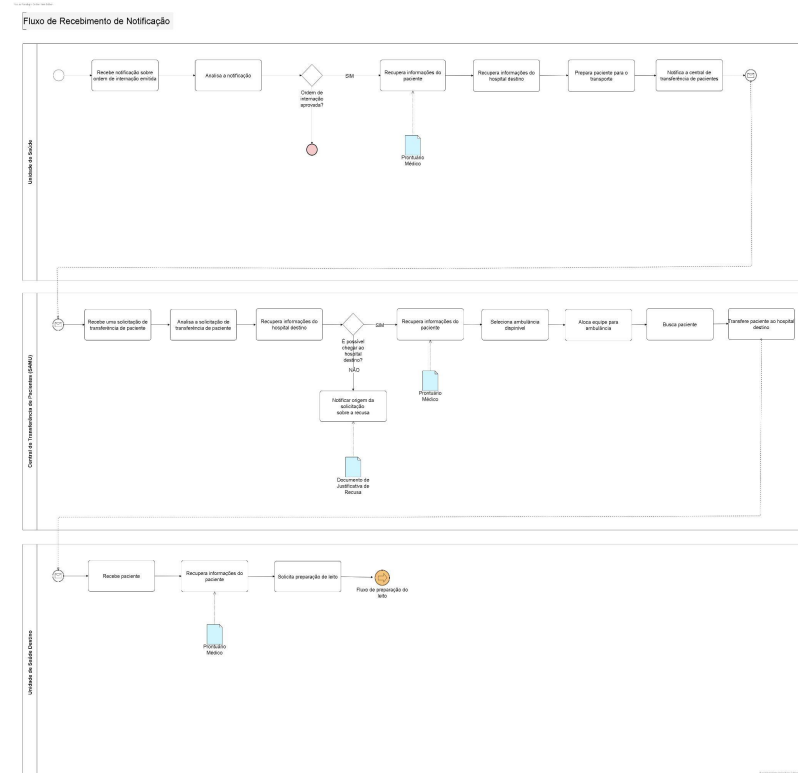 Fluxo de Recebimento de Notificação
Unidade de Saúde
Recebe notificação sobre
ordem de internação emitida
Analisa a notificação
Ordem de
internação
aprovada?
SIM
Recupera informações do
paciente
Prontuário
Médico
Recupera informações do
hospital destino
Prepara paciente para o
transporte
Notifica a central de
transferência de pacientes
Central de Transferência de Pacientes (SAMU)
Recebe uma solicitação de
transferência de paciente
Analisa a solicitação de
transferência de paciente
Recupera informações do
hospital destino
É possível
chegar ao
hospital
destino?
SIM
NÃO
Notificar origem da
solicitação
sobre a recusa
Documento de
Justificativa de
Recusa
Recupera informações do
paciente
Prontuário
Médico
Seleciona ambulância
Aloca equipe para
ambulância
Busca paciente
Transfere paciente ao hospital
destino
Unidade de Saúde Destino
Recebe paciente
Recupera informações do
paciente
Prontuário
Médico
Solicita preparação de leito
Fluxo de preparação do
leito